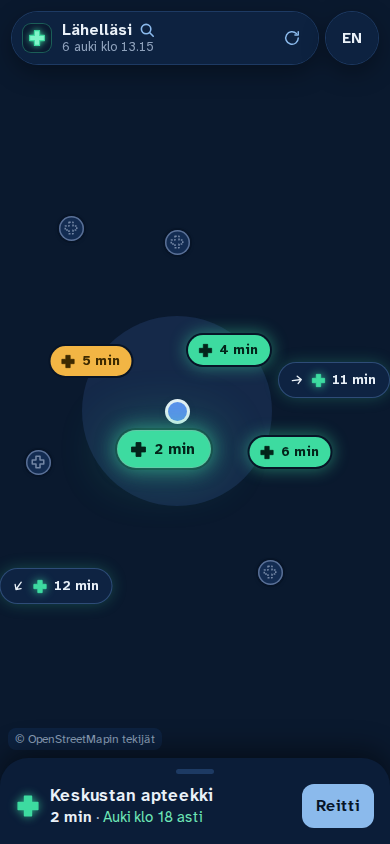 Lähelläsi
6 auki klo 13.15
EN
4 min
5 min
11 min
2 min
6 min
12 min
© OpenStreetMapin tekijät
Keskustan apteekki
2 min · Auki klo 18 asti
Reitti